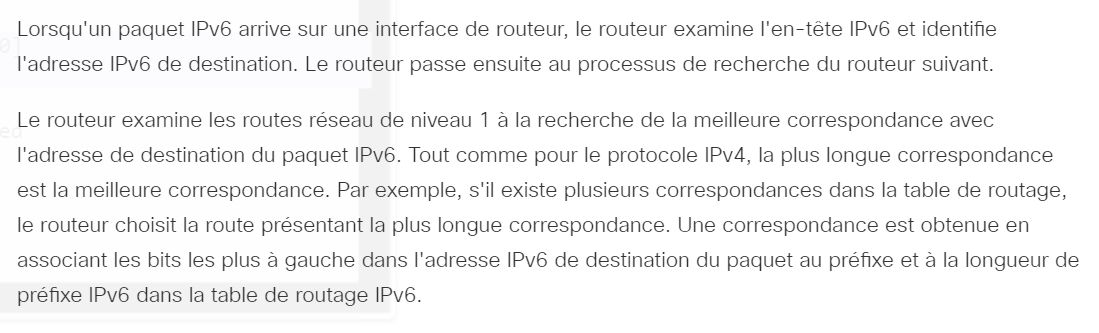 Lorsqu'un paquet IPv6 arrive sur une interface de routeur, le routeur examine l'en-tête IPv6 et identifie
l'adresse IPv6 de destination. Le routeur passe ensuite au processus de recherche du routeur suivant.
Le routeur examine les routes réseau de niveau 1 à la recherche de la meilleure correspondance avec
l'adresse de destination du paquet IPv6. Tout comme pour le protocole IPv4, la plus longue correspondance
est la meilleure correspondance. Par exemple, s'il existe plusieurs correspondances dans la table de routage,
le routeur choisit la route présentant la plus longue correspondance. Une correspondance est obtenue en
associant les bits les plus à gauche dans l'adresse IPv6 de destination du paquet au préfixe et à la longueur de
préfixe IPv6 dans la table de routage IPv6.